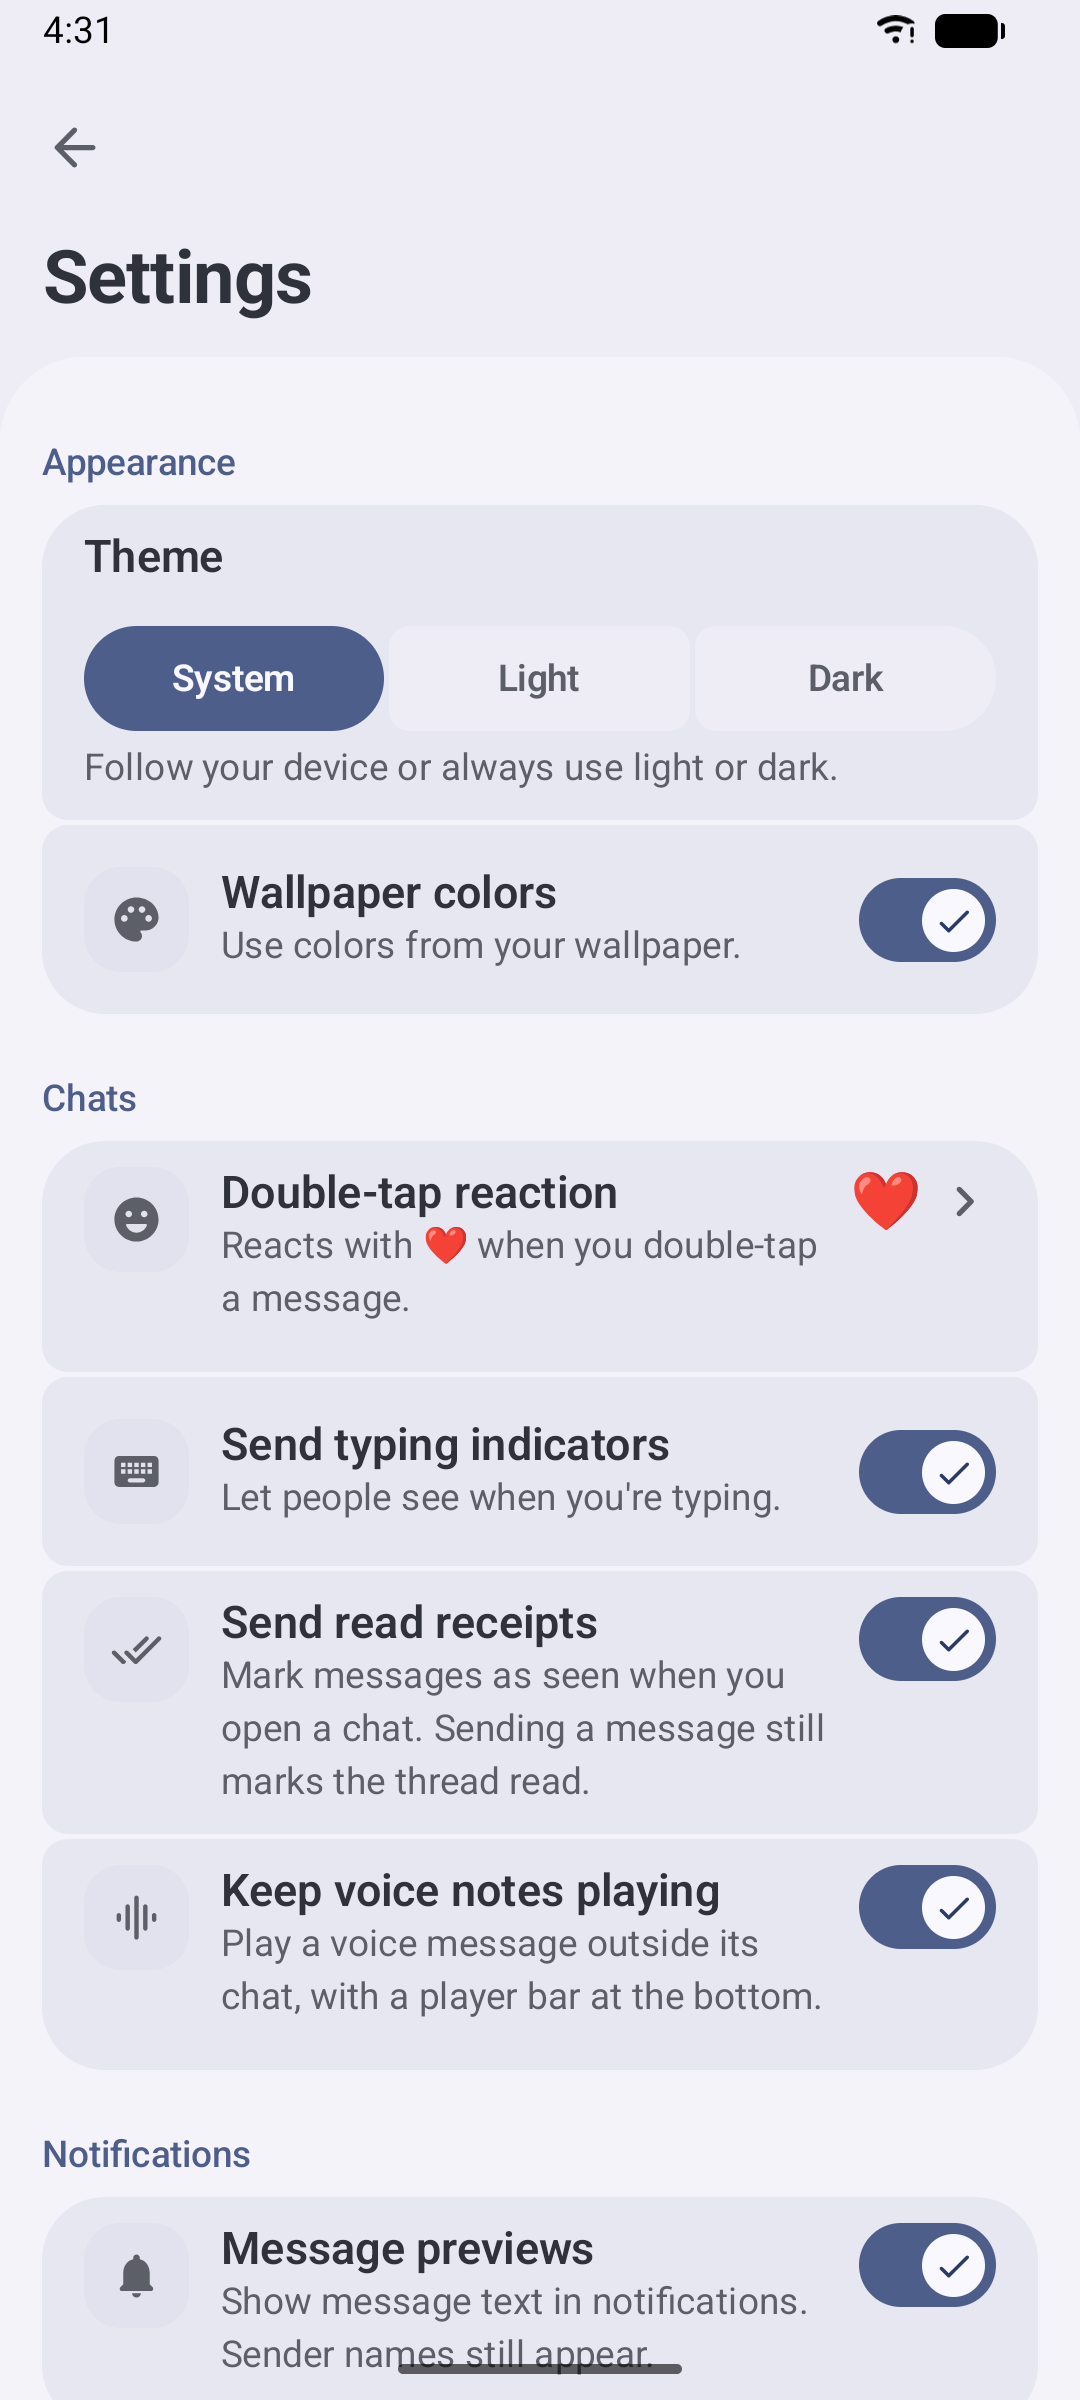 4:31
Settings
Appearance
Theme
System
Light
Dark
Follow your device or always use light or dark.
Wallpaper colors
Use colors from your wallpaper.
Chats
Double-tap reaction
Reacts with ❤️ when you double-tap
a message.
Send typing indicators
Let people see when you're typing.
Send read receipts
Mark messages as seen when you
open a chat. Sending a message still
marks the thread read.
Keep voice notes playing
Play a voice message outside its
chat, with a player bar at the bottom.
Notifications
Message previews
Show message text in notifications.
Sender names still appear.